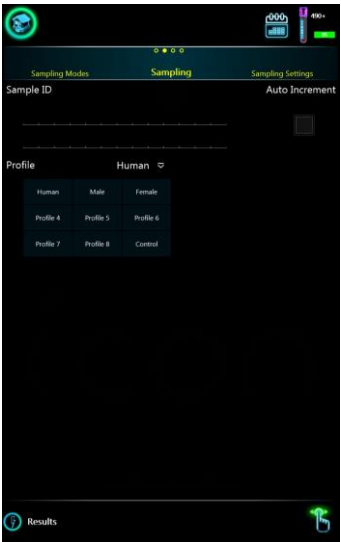 000
490+
Sampling Modes
Sampling
Sampling Settings
Sample ID
Auto Increment
Profile
Human
Human
Male
Female
Profile 4
Profile 5
Profile 6
Profile 7
Profile 8
Control
Results